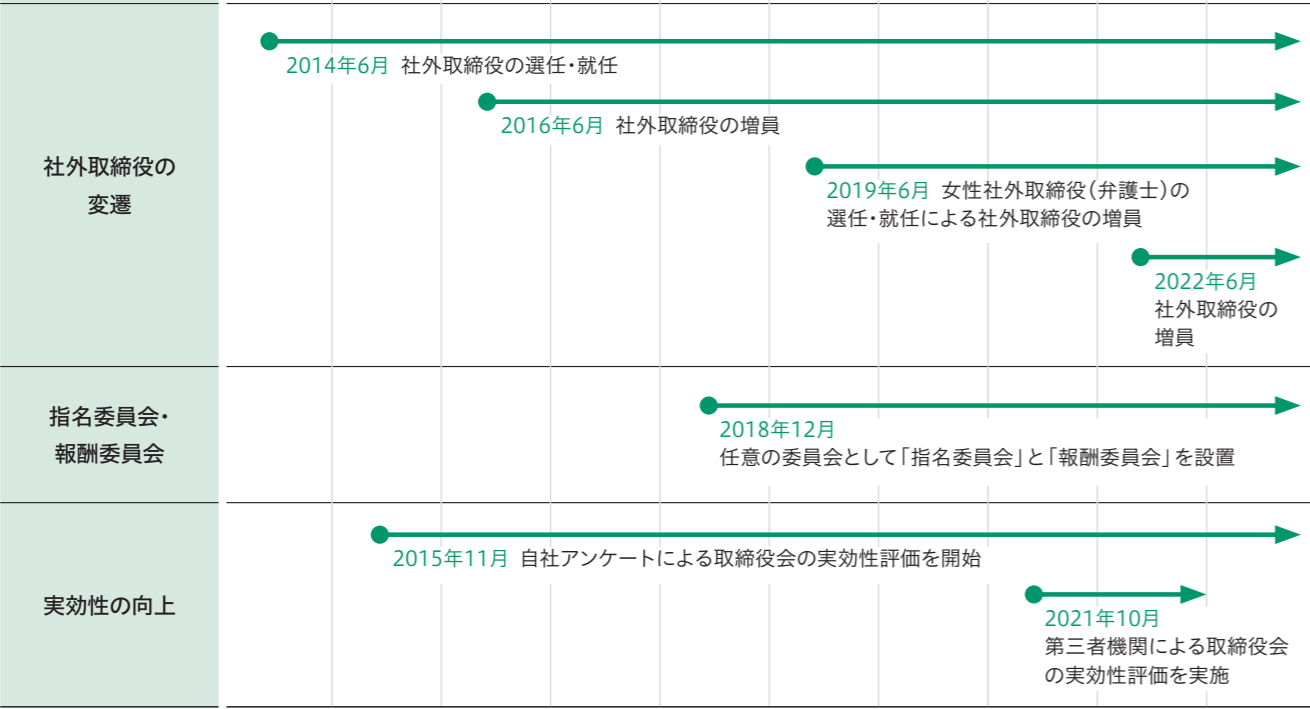 社外取締役の
変遷
2014年6月 社外取締役の選任・就任
2016年6月 社外取締役の増員
2019年6月 女性社外取締役（弁護士）の
選任・就任による社外取締役の増員
2022年6月
社外取締役の
増員
指名委員会・
報酬委員会
2018年12月
任意の委員会として「指名委員会」と「報酬委員会」を設置
実効性の向上
2015年11月 自社アンケートによる取締役会の実効性評価を開始
2021年10月
第三者機関による取締役会
の実効性評価を実施